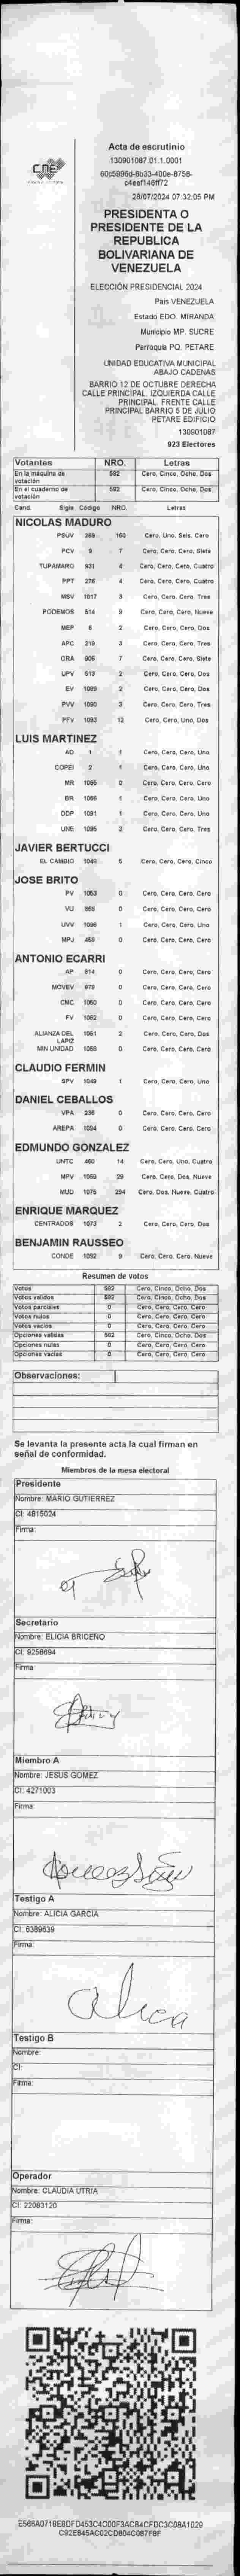 CNE
Acta de escrutinio
130901087.01.1.0001
26/07/2024 07:32:05 PM
PRESIDENTA O
PRESIDENTE DE LA
REPUBLICA
BOLIVARIANA DE
VENEZUELA
ELECCIÓN PRESIDENCIAL 2024
Pais VENEZUELA
Estado EDO. MIRANDA
Municipio MP. SUCRE
Parroquia PQ. PETARE
UNIDAD EDUCATIVA MUNICIPAL
ABAJO CADENAS
BARRIO 12 DE OCTUBRE DERECHA
CALLE PRINCIPAL. IZQUIERDA CALLE
PRINCIPAL. FRENTE CALLE
PRINCIPAL BARRIO 5 DE JULIO
PETARE EDIFICIO
130901087
923 Electores
Votantes NRO. Letras
En la máquina de votación 582 Cero, Cinco, Ocho, Dos
En el cuaderno de votación 582 Cero, Cinco, Ocho, Dos
Cand. Sigla Código NRO. Letras
NICOLAS MADURO
PSUV 269 160 Cero, Uno, Seis, Cero
PCV 7 Cero, Cero, Cero, Siete
TUPAMARO 931 4 Cero, Cero, Cero, Cuatro
PPT 276 4 Cero, Cero, Cero, Cuatro
MSV 1017 3 Cero, Cero, Cero, Tres
PODEMOS 514 9 Cero, Cero, Cero, Nueve
MEP 6 2 Cero, Cero, Cero, Dos
APC 219 3 Cero, Cero, Cero, Tres
ORA 906 7 Cero, Cero, Cero, Siete
UPV 513 2 Cero, Cero, Cero, Dos
EV 1089 2 Cero, Cero, Cero, Dos
PVV 1090 3 Cero, Cero, Cero, Tres
PFV 1093 12 Cero, Cero, Uno, Dos
LUIS MARTINEZ
AD 1 1 Cero, Cero, Cero, Uno
COPEI 2 1 Cero, Cero, Cero, Uno
MR 1066 0 Cero, Cero, Cero, Cero
BR 1086 1 Cero, Cero, Cero, Uno
DDP 1091 1 Cero, Cero, Cero, Uno
UNE 1095 3 Cero, Cero, Cero, Tres
JAVIER BERTUCCI
EL CAMBIO 1046 5 Cero, Cero, Cero, Cinco
JOSE BRITO
PV 1053 0 Cero, Cero, Cero, Cero
VU 868 0 Cero, Cero, Cero, Cero
UVV 1096 1 Cero, Cero, Cero, Uno
MPJ 458 0 Cero, Cero, Cero, Cero
ANTONIO ECARRI
AP 914 0 Cero, Cero, Cero, Cero
MOVEV 979 0 Cero, Cero, Cero, Cero
CMC 1050 0 Cero, Cero, Cero, Cero
FV 1062 0 Cero, Cero, Cero, Cero
ALIANZA DEL LAPIZ 1061 2 Cero, Cero, Cero, Dos
MIN UNIDAD 1068 0 Cero, Cero, Cero, Cero
CLAUDIO FERMIN
SPV 1049 1 Cero, Cero, Cero, Uno
DANIEL CEBALLOS
VPA 236 0 Cero, Cero, Cero, Cero
AREPA 1094 0 Cero, Cero, Cero, Cero
EDMUNDO GONZALEZ
UNTC 460 14 Cero, Cero, Uno, Cuatro
MPV 1069 29 Cero, Cero, Dos, Nueve
MUD 1075 294 Cero, Dos, Nueve, Cuatro
ENRIQUE MARQUEZ
CENTRADOS 1073 2 Cero, Cero, Cero, Dos
BENJAMIN RAUSSEO
CONDE 1092 9 Cero, Cero, Cero, Nueve
Resumen de votos
Votos 582 Cero, Cinco, Ocho, Dos
Votos validos 582 Cero, Cinco, Ocho, Dos
Votos parciales 0 Cero, Cero, Cero, Cero
Votos nulos 0 Cero, Cero, Cero, Cero
Votos vacios 0 Cero, Cero, Cero, Cero
Opciones validas 582 Cero, Cinco, Ocho, Dos
Opciones nulas 0 Cero, Cero, Cero, Cero
Opciones vacias 0 Cero, Cero, Cero, Cero
Observaciones:
Se levanta la presente acta la cual firman en
señal de conformidad.
Miembros de la mesa electoral
Presidente
Nombre: MARIO GUTIERREZ
CI: 4815024
Firma:
Secretario
Nombre: ELICIA BRICENO
CI: 9258694
Firma:
Miembro A
Nombre: JESUS GOMEZ
CI: 4271003
Firma:
Testigo A
Nombre: ALICIA GARCIA
CI: 6389639
Firma:
Alica
Testigo B
Nombre:
CI:
Firma:
Operador
Nombre: CLAUDIA UTRIA
CI: 22083120
Firma: